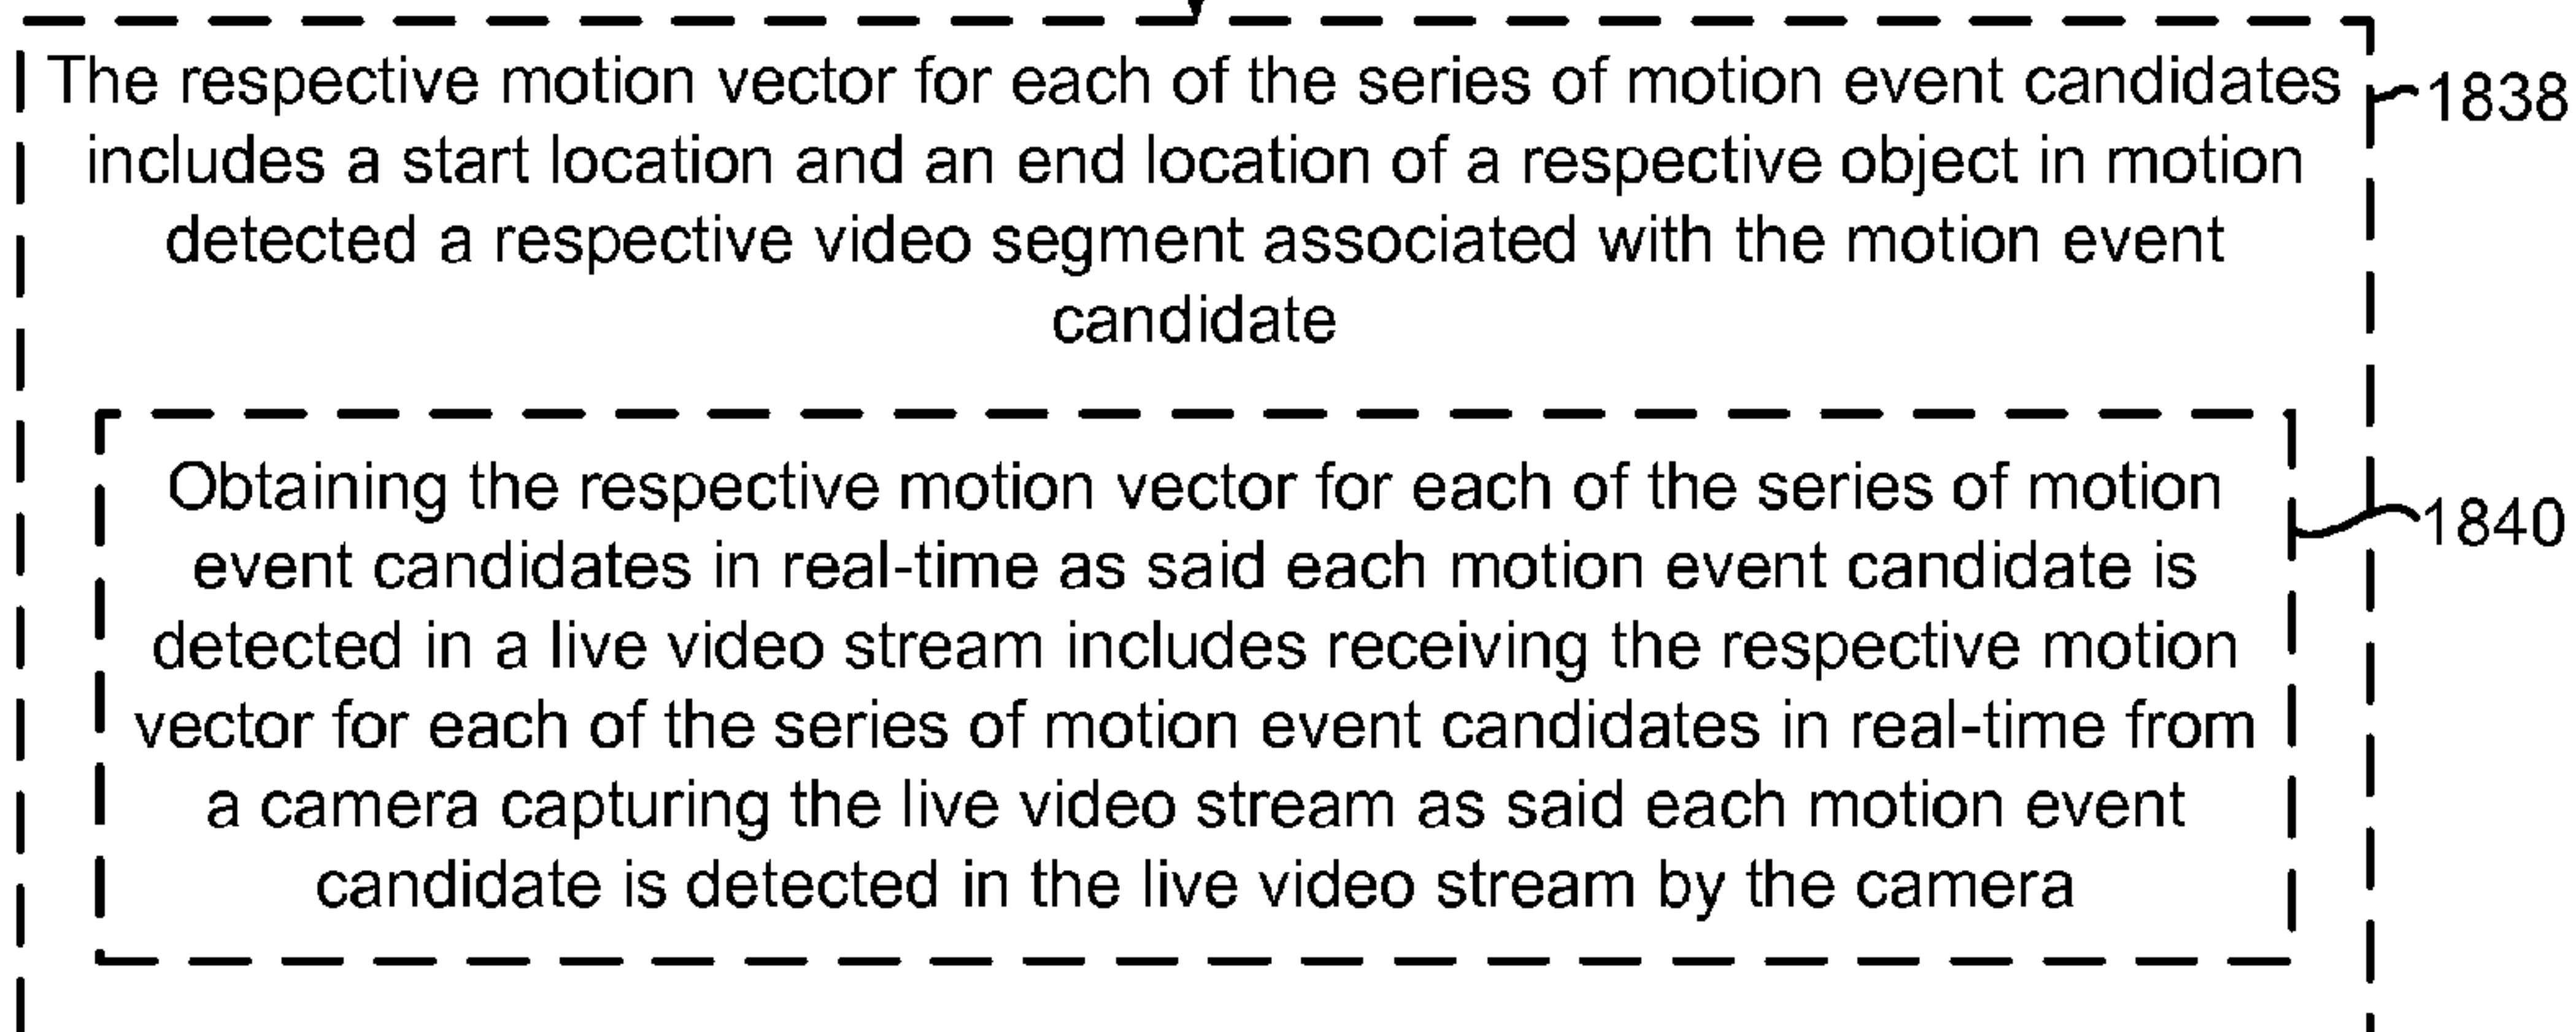 The respective motion vector for each of the series of motion event candidates
includes a start location and an end location of a respective object in motion
detected a respective video segment associated with the motion event
candidate
1838
Obtaining the respective motion vector for each of the series of motion
event candidates in real-time as said each motion event candidate is
detected in a live video stream includes receiving the respective motion
vector for each of the series of motion event candidates in real-time from
a camera capturing the live video stream as said each motion event
candidate is detected in the live video stream by the camera
1840